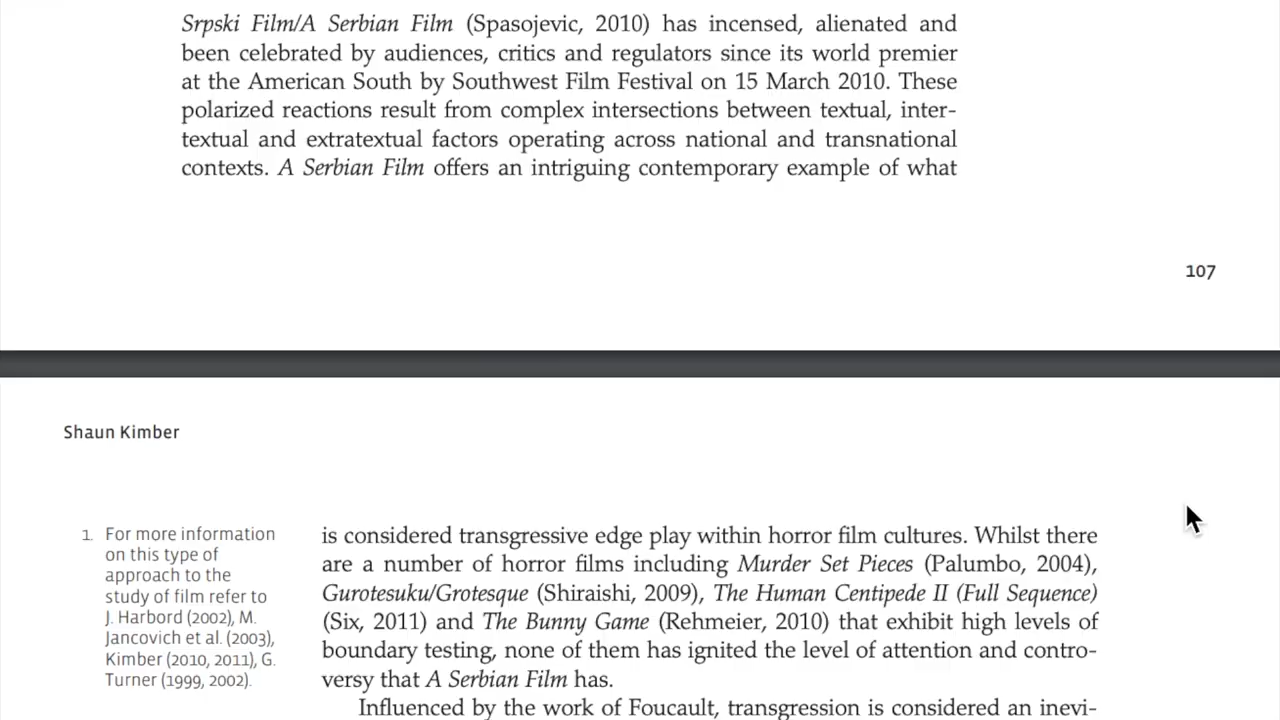 Srpski Film/A Serbian Film (Spasojevic, 2010) has incensed, alienated and
been celebrated by audiences, critics and regulators since its world premier
at the American South by Southwest Film Festival on 15 March 2010. These
polarized reactions result from complex intersections between textual, inter-
textual and extratextual factors operating across national and transnational
contexts. A Serbian Film offers an intriguing contemporary example of what
107
Shaun Kimber
1. For more information
on this type of
approach to the
study of film refer to
J. Harbord (2002), M.
Jancovich et al. (2003),
Kimber (2010, 2011), G.
Turner (1999, 2002).
is considered transgressive edge play within horror film cultures. Whilst there
are a number of horror films including Murder Set Pieces (Palumbo, 2004),
Gurotesuku/Grotesque (Shiraishi, 2009), The Human Centipede II (Full Sequence)
(Six, 2011) and The Bunny Game (Rehmeier, 2010) that exhibit high levels of
boundary testing, none of them has ignited the level of attention and contro-
versy that A Serbian Film has.
Influenced by the work of Foucault, transgression is considered an inevi-